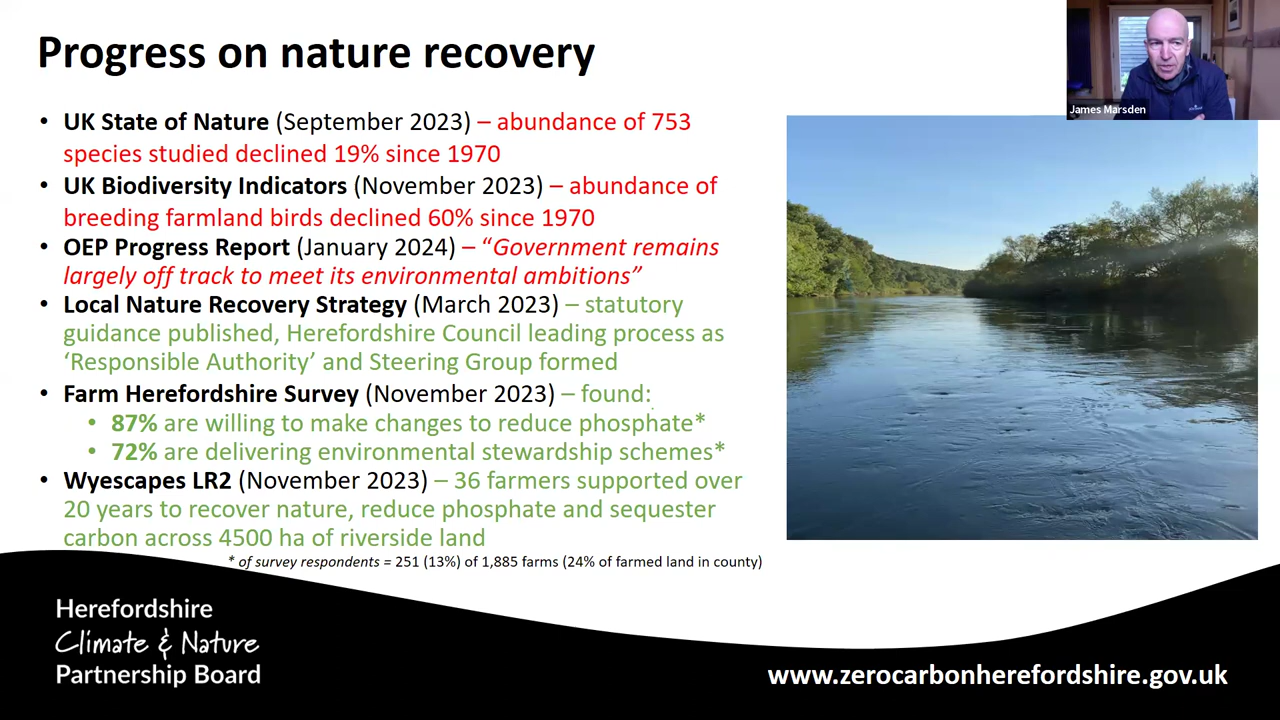 Progress on nature recovery
James Marsden
• UK State of Nature (September 2023) – abundance of 753
species studied declined 19% since 1970
• UK Biodiversity Indicators (November 2023) – abundance of
breeding farmland birds declined 60% since 1970
• OEP Progress Report (January 2024) – “Government remains
largely off track to meet its environmental ambitions”
• Local Nature Recovery Strategy (March 2023) – statutory
guidance published, Herefordshire Council leading process as
‘Responsible Authority’ and Steering Group formed
• Farm Herefordshire Survey (November 2023) – found:
• 87% are willing to make changes to reduce phosphate*
• 72% are delivering environmental stewardship schemes*
• Wyescapes LR2 (November 2023) – 36 farmers supported over
20 years to recover nature, reduce phosphate and sequester
carbon across 4500 ha of riverside land
* of survey respondents = 251 (13%) of 1,885 farms (24% of farmed land in county)
Herefordshire
Climate & Nature
Partnership Board
www.zerocarbonherefordshire.gov.uk